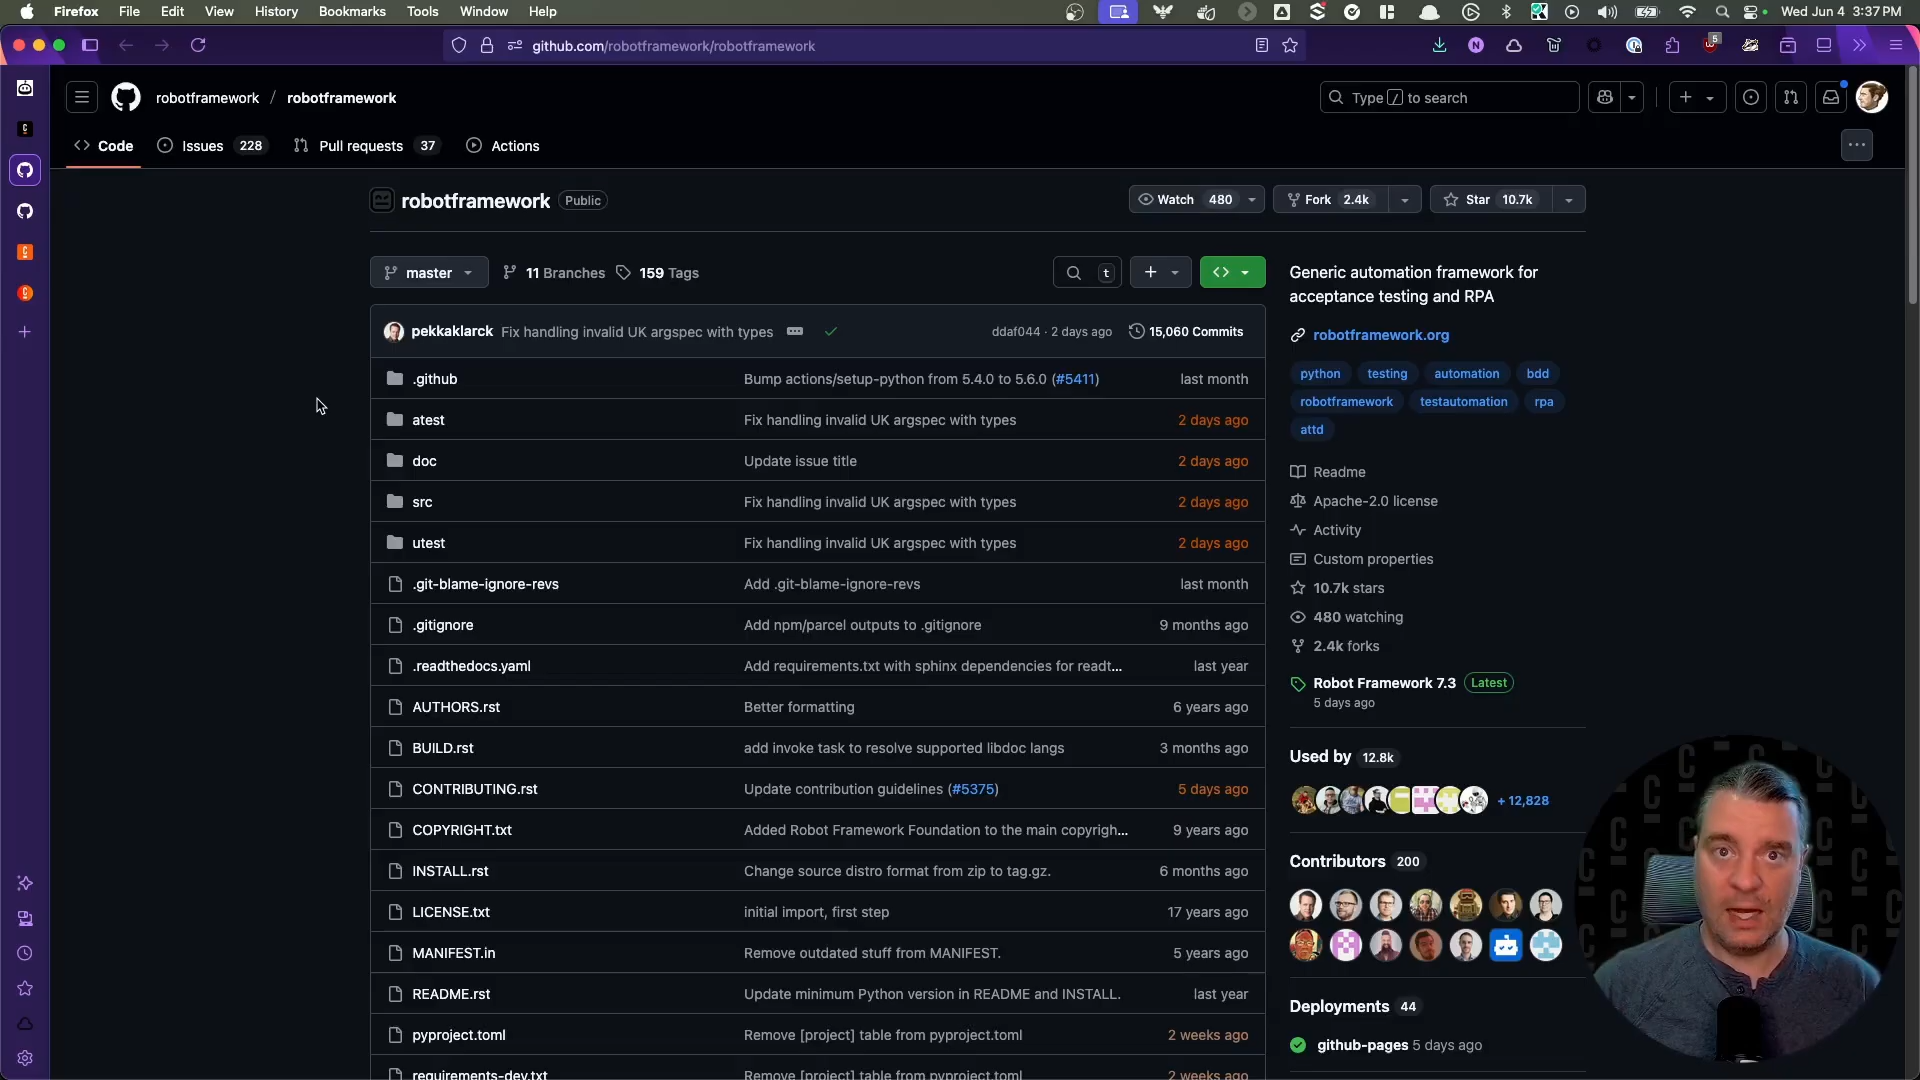 Firefox File Edit View History Bookmarks Tools Window Help
Wed Jun 4 3:37 PM
github.com/robotframework/robotframework
N
5
robotframework / robotframework
Type / to search
Code
Issues 228
Pull requests 37
Actions
robotframework Public
Watch 480
Fork 2.4k
Star 10.7k
master
11 Branches
159 Tags
t
pekkaklarck Fix handling invalid UK argspec with types
ddaf044 · 2 days ago
15,060 Commits
.github Bump actions/setup-python from 5.4.0 to 5.6.0 (#5411) last month
atest Fix handling invalid UK argspec with types 2 days ago
doc Update issue title 2 days ago
src Fix handling invalid UK argspec with types 2 days ago
utest Fix handling invalid UK argspec with types 2 days ago
.git-blame-ignore-revs Add .git-blame-ignore-revs last month
.gitignore Add npm/parcel outputs to .gitignore 9 months ago
.readthedocs.yaml Add requirements.txt with sphinx dependencies for readt... last year
AUTHORS.rst Better formatting 6 years ago
BUILD.rst add invoke task to resolve supported libdoc langs 3 months ago
CONTRIBUTING.rst Update contribution guidelines (#5375) 5 days ago
COPYRIGHT.txt Added Robot Framework Foundation to the main copyrigh... 9 years ago
INSTALL.rst Change source distro format from zip to tag.gz. 6 months ago
LICENSE.txt initial import, first step 17 years ago
MANIFEST.in Remove outdated stuff from MANIFEST. 5 years ago
README.rst Update minimum Python version in README and INSTALL. last year
pyproject.toml Remove [project] table from pyproject.toml 2 weeks ago
requirements-dev.txt Remove [project] table from pyproject.toml 2 weeks ago
Generic automation framework for
acceptance testing and RPA
robotframework.org
python testing automation bdd
robotframework testautomation rpa
attd
Readme
Apache-2.0 license
Activity
Custom properties
10.7k stars
480 watching
2.4k forks
Robot Framework 7.3 Latest
5 days ago
Used by 12.8k
+ 12,828
Contributors 200
Deployments 44
github-pages 5 days ago